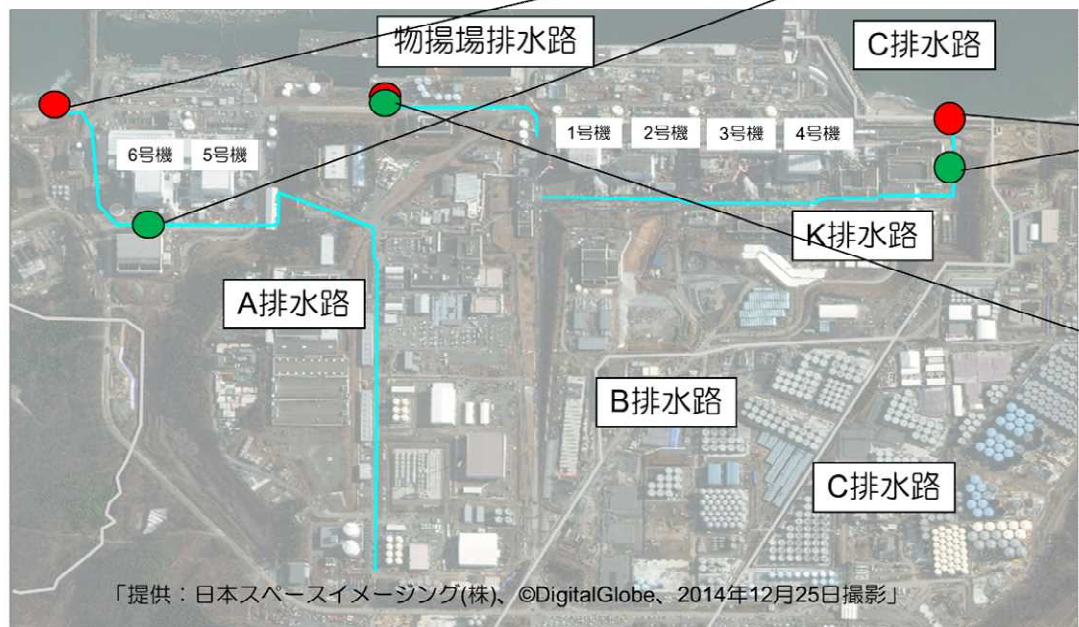 物揚場排水路
C排水路
6号機
5号機
1号機
2号機
3号機
4号機
K排水路
A排水路
B排水路
C排水路
「提供：日本スペースイメージング(株)、©DigitalGlobe、2014年12月25日撮影」